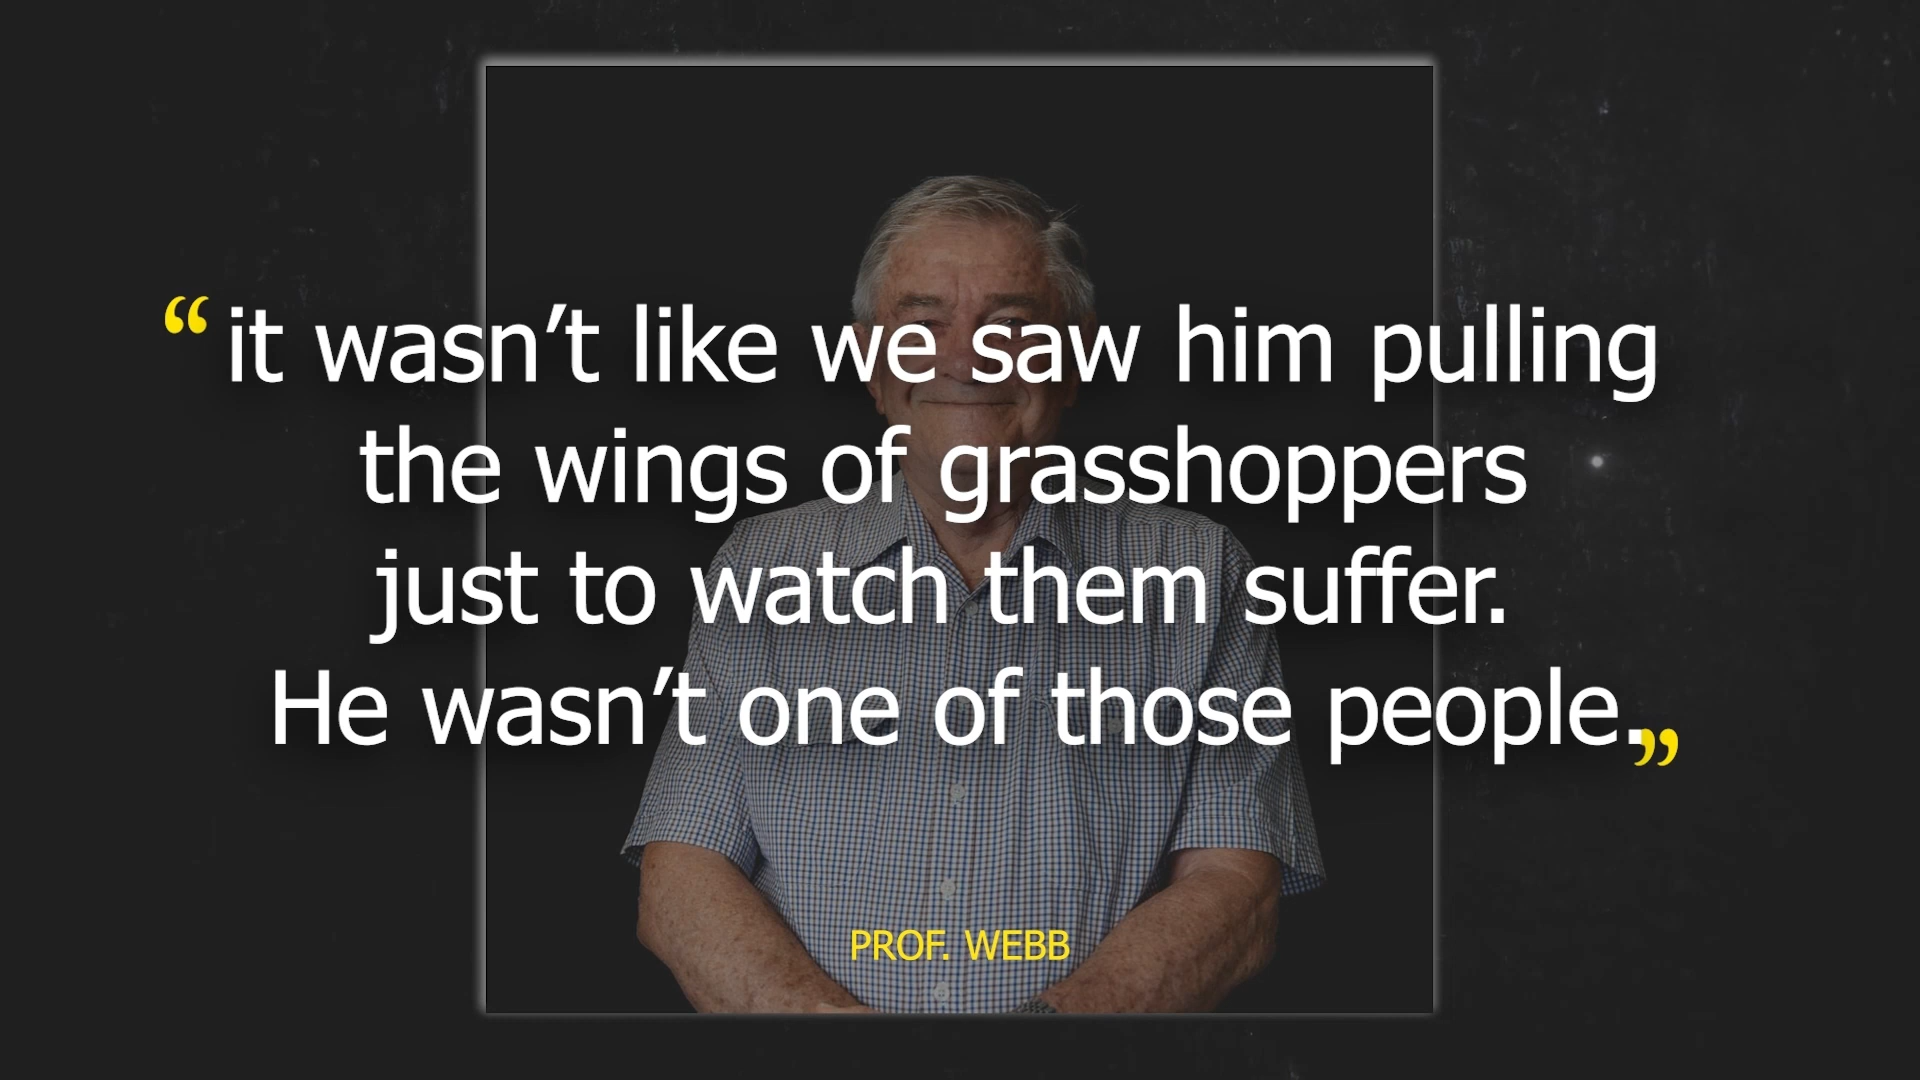 “it wasn’t like we saw him pulling
the wings of grasshoppers
just to watch them suffer.
He wasn’t one of those people.”
PROF. WEBB